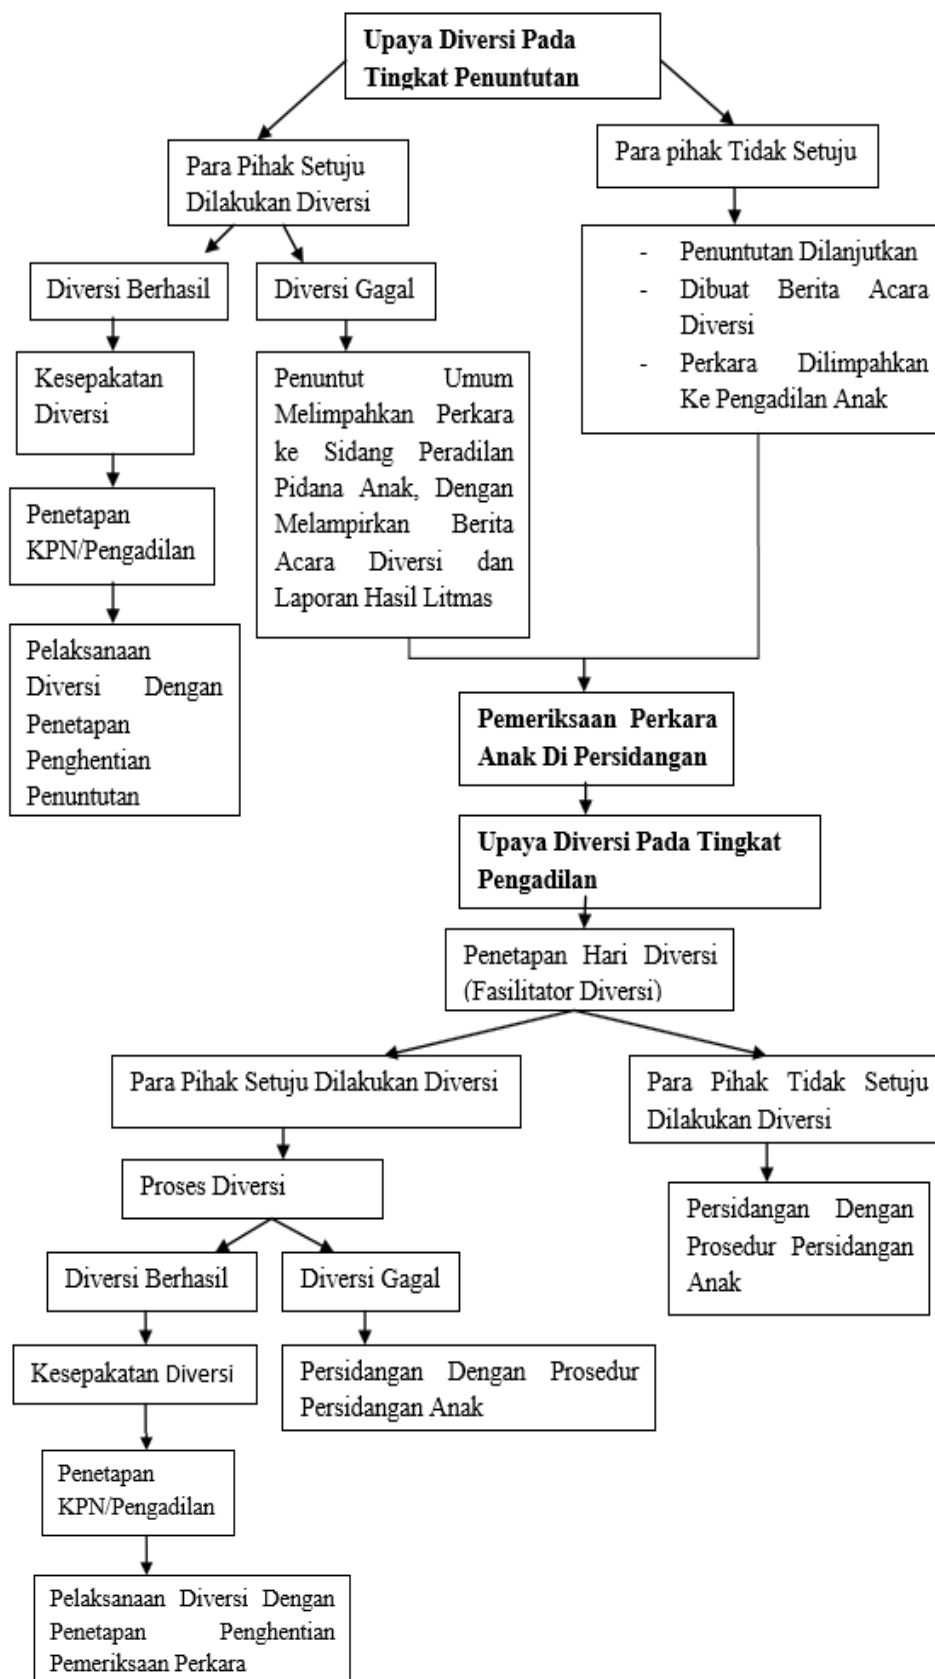 Upaya Diversi Pada
Tingkat Penuntutan
Para Pihak Setuju
Dilakukan Diversi
Para pihak Tidak Setuju
Diversi Berhasil
Diversi Gagal
- Penuntutan Dilanjutkan
- Dibuat Berita Acara
Diversi
- Perkara Dilimpahkan
Ke Pengadilan Anak
Kesepakatan
Diversi
Penuntut Umum
Melimpahkan Perkara
ke Sidang Peradilan
Pidana Anak, Dengan
Melampirkan Berita
Acara Diversi dan
Laporan Hasil Litmas
Penetapan
KPN/Pengadilan
Pelaksanaan
Diversi Dengan
Penetapan
Penghentian
Penuntutan
Pemeriksaan Perkara
Anak Di Persidangan
Upaya Diversi Pada Tingkat
Pengadilan
Penetapan Hari Diversi
(Fasilitator Diversi)
Para Pihak Setuju Dilakukan Diversi
Para Pihak Tidak Setuju
Dilakukan Diversi
Proses Diversi
Persidangan Dengan
Prosedur Persidangan
Anak
Diversi Berhasil
Diversi Gagal
Kesepakatan Diversi
Persidangan Dengan Prosedur
Persidangan Anak
Penetapan
KPN/Pengadilan
Pelaksanaan Diversi Dengan
Penetapan Penghentian
Pemeriksaan Perkara